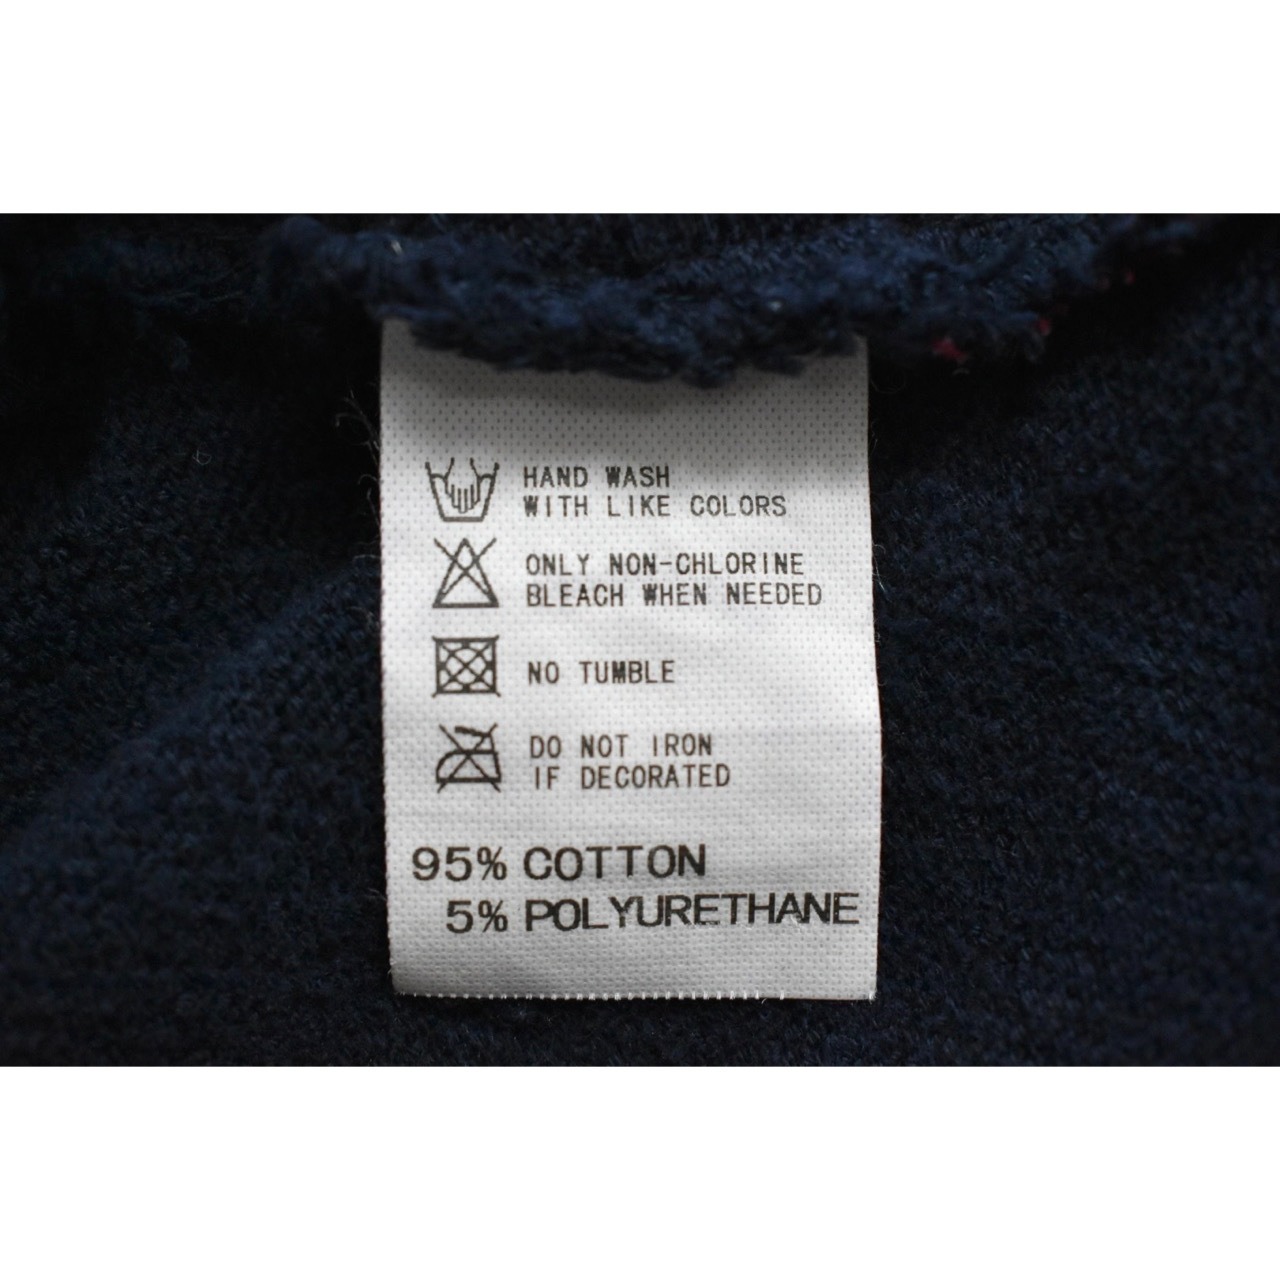 HAND WASH
WITH LIKE COLORS
ONLY NON-CHLORINE
BLEACH WHEN NEEDED
NO TUMBLE
DO NOT IRON
IF DECORATED
95% COTTON
5% POLYURETHANE